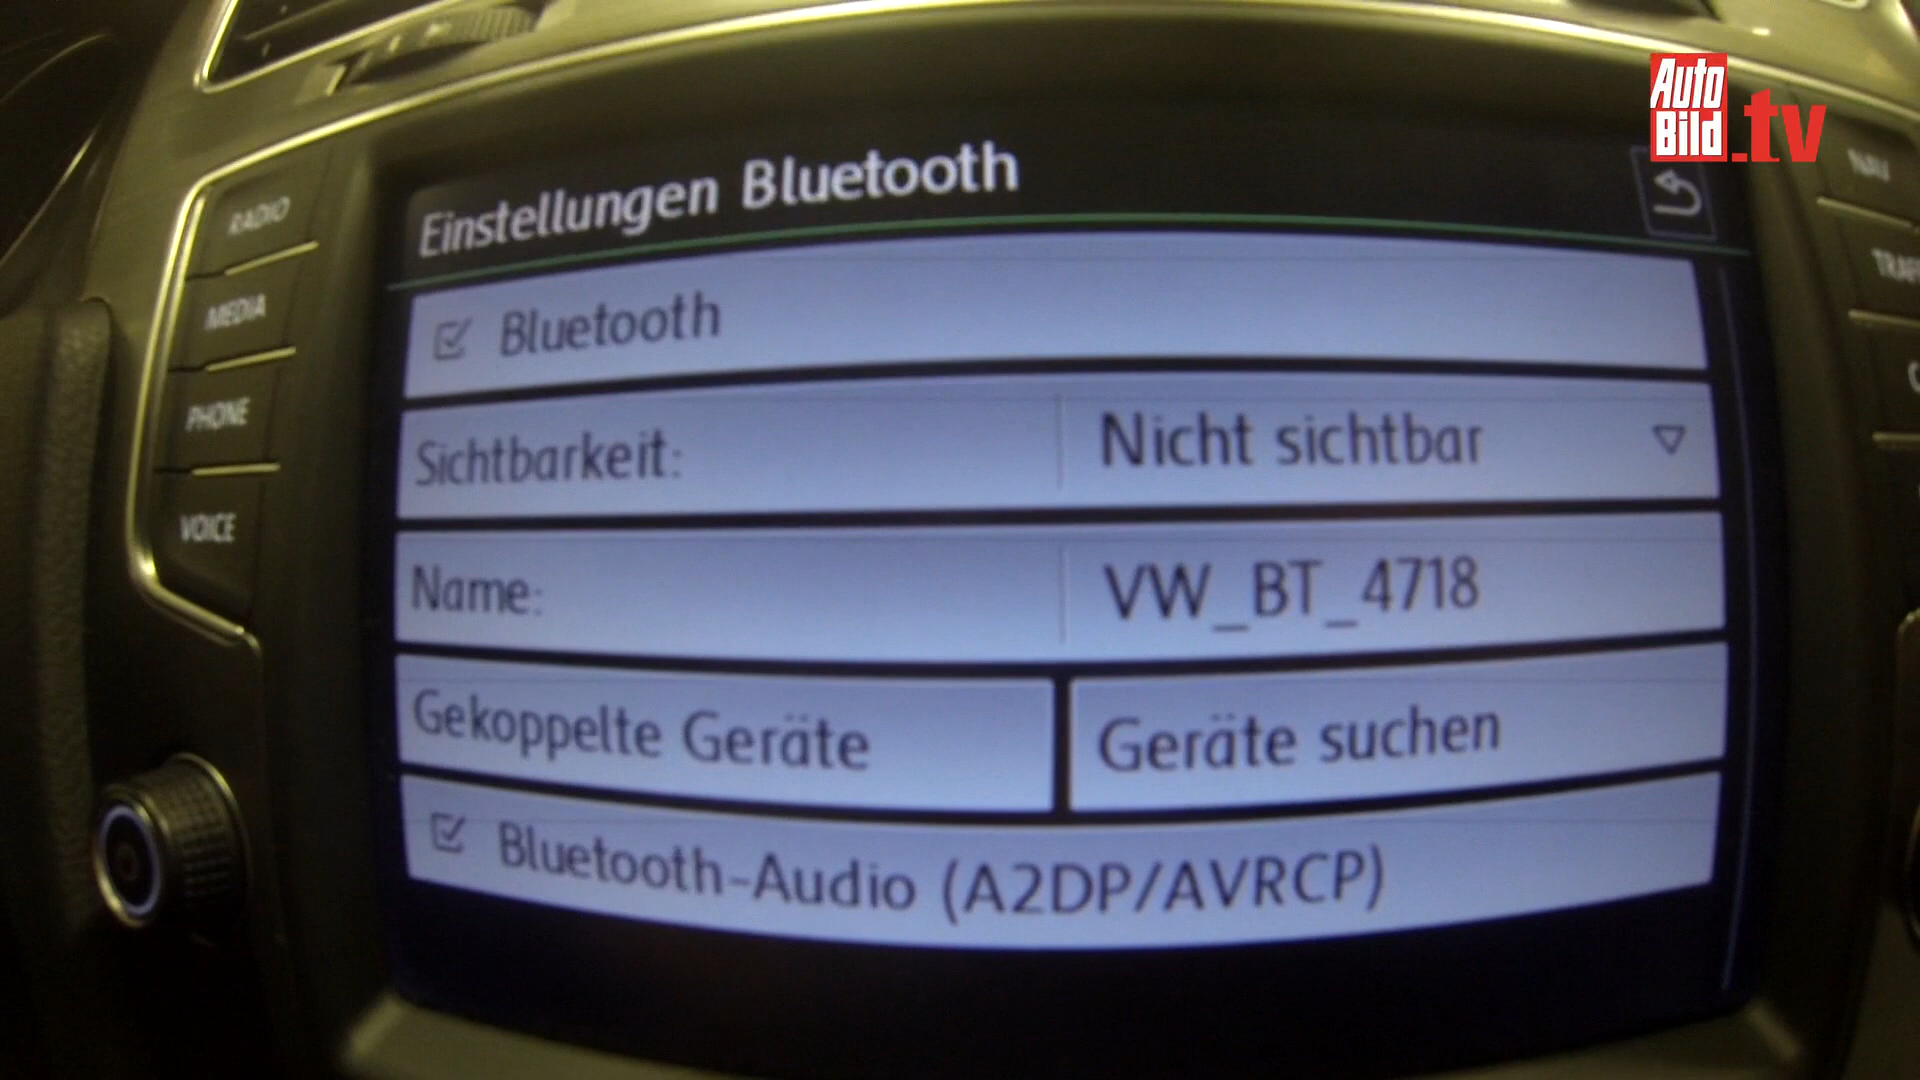 Auto
Bild
.tv
RADIO
MEDIA
PHONE
VOICE
NAV
Einstellungen Bluetooth
Bluetooth
Sichtbarkeit: Nicht sichtbar
Name: VW_BT_4718
Gekoppelte Geräte Geräte suchen
Bluetooth-Audio (A2DP/AVRCP)